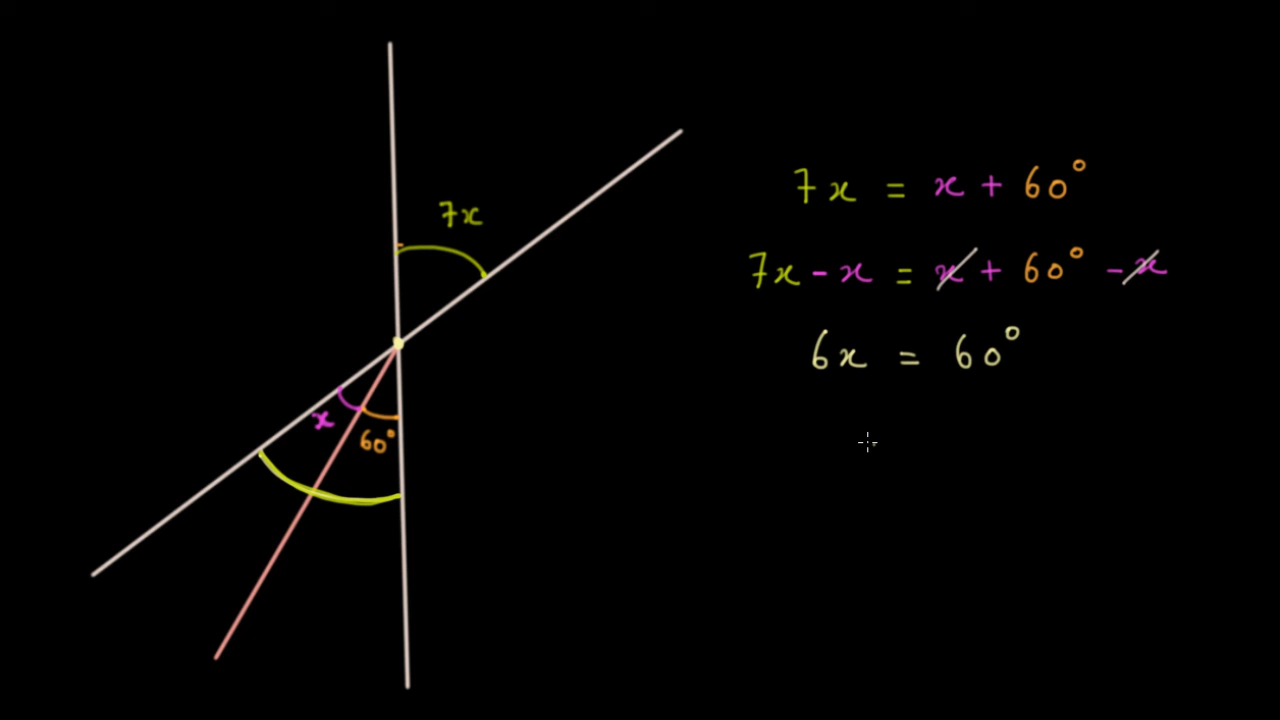 7x
x
60°
7x = x + 60°
7x - x = x + 60° - x
6x = 60°